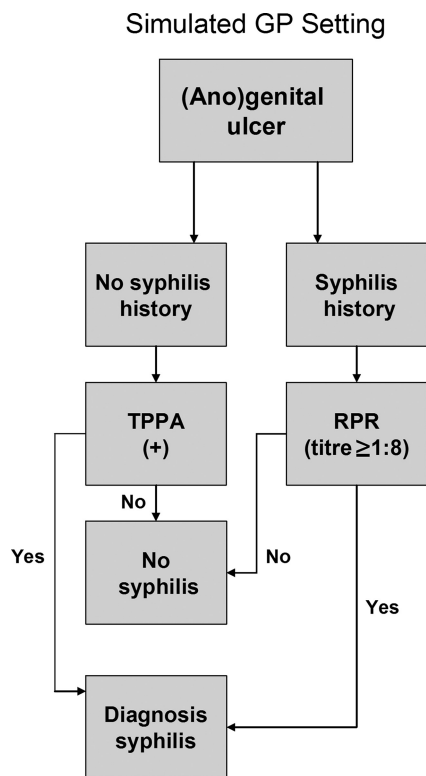 Simulated GP Setting
(Ano)genital
ulcer
No syphilis
history
Syphilis
history
TPPA
(+)
RPR
(titre ≥1:8)
No
No
syphilis
No
Yes
Yes
Diagnosis
syphilis